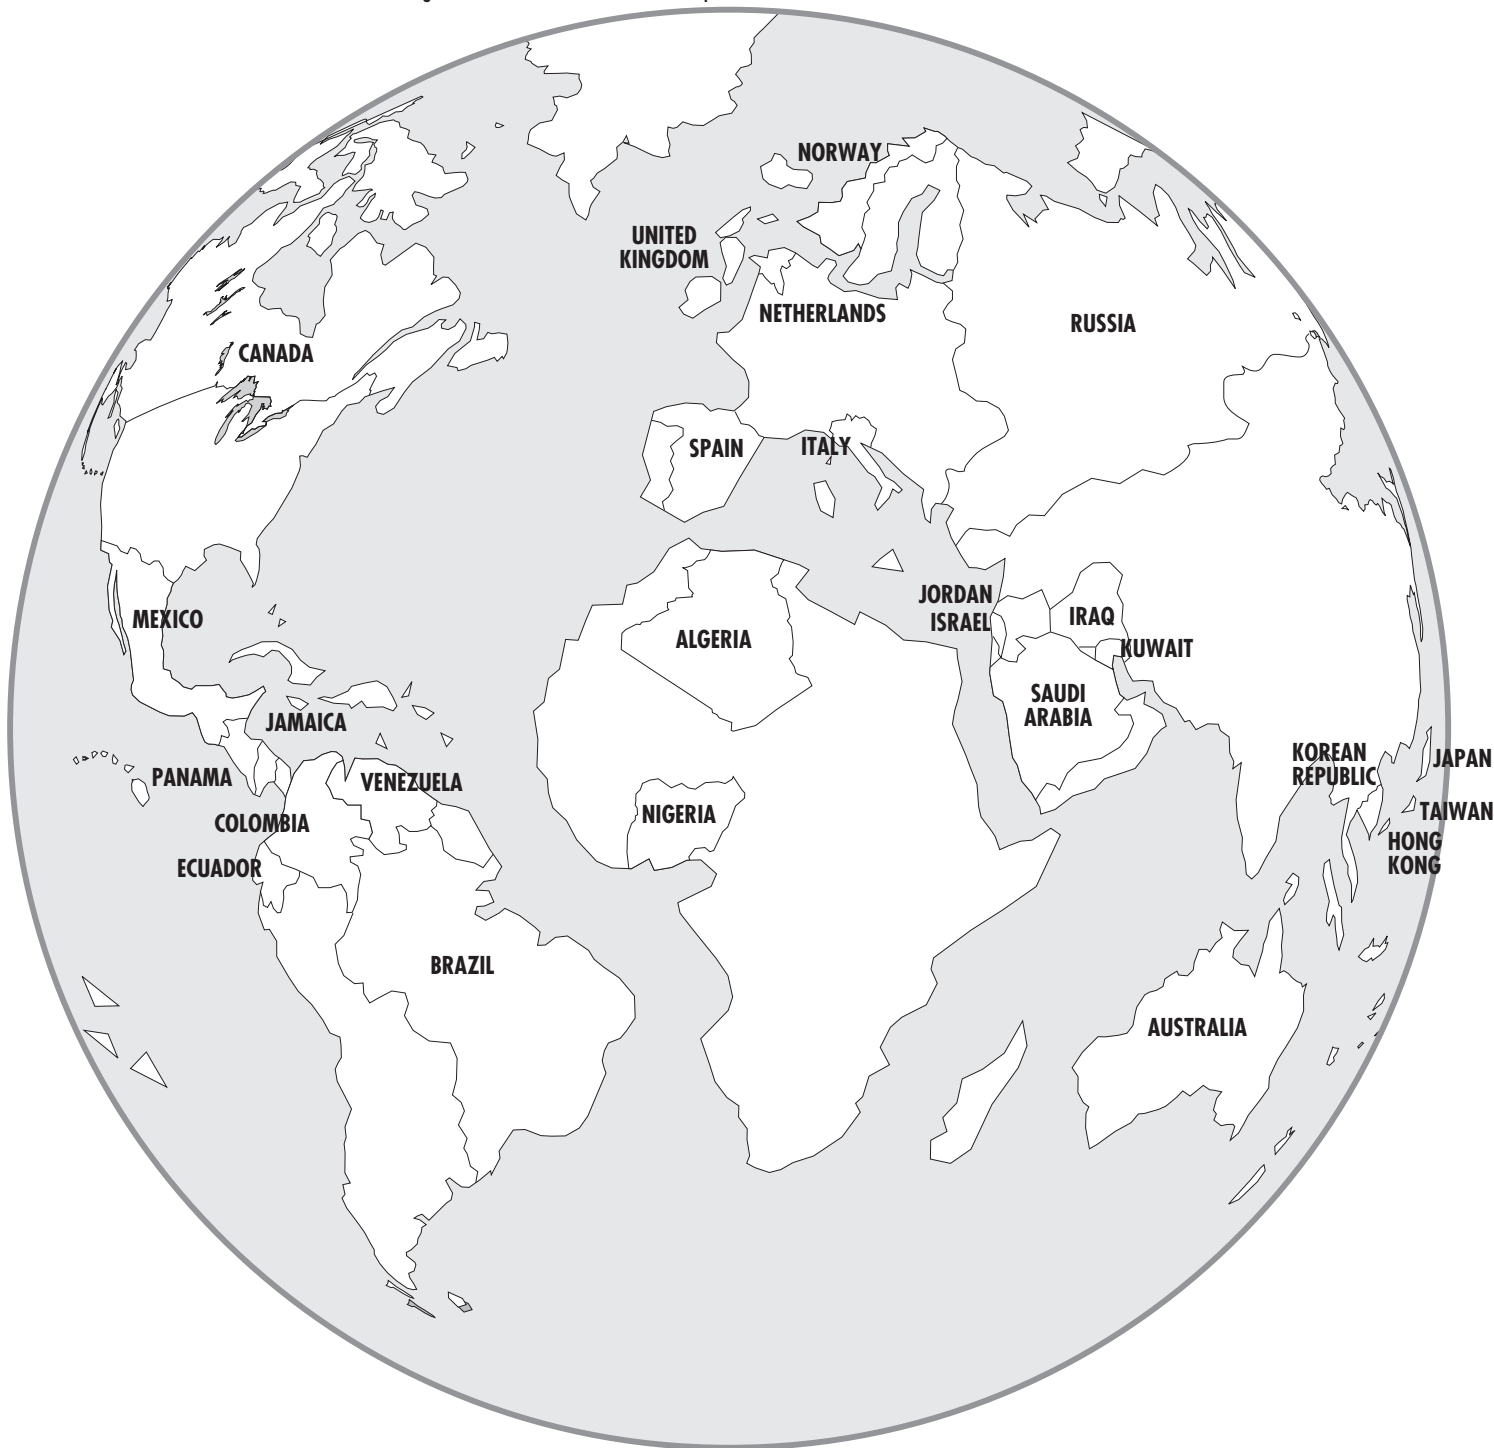 NORWAY
UNITED
KINGDOM
NETHERLANDS
RUSSIA
CANADA
SPAIN
ITALY
JORDAN
ISRAEL
IRAQ
MEXICO
ALGERIA
KUWAIT
SAUDI
ARABIA
JAMAICA
PANAMA
VENEZUELA
KOREAN
REPUBLIC
JAPAN
COLOMBIA
NIGERIA
TAIWAN
HONG
KONG
ECUADOR
BRAZIL
AUSTRALIA